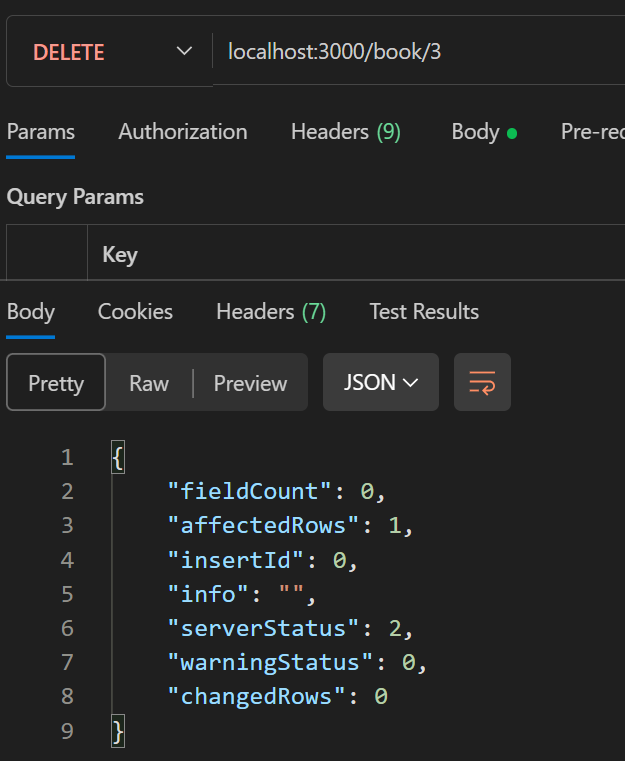 DELETE localhost:3000/book/3
Params Authorization Headers (9) Body Pre-req
Query Params
Key
Body Cookies Headers (7) Test Results
Pretty Raw Preview JSON
1 {
2 "fieldCount": 0,
3 "affectedRows": 1,
4 "insertId": 0,
5 "info": "",
6 "serverStatus": 2,
7 "warningStatus": 0,
8 "changedRows": 0
9 }